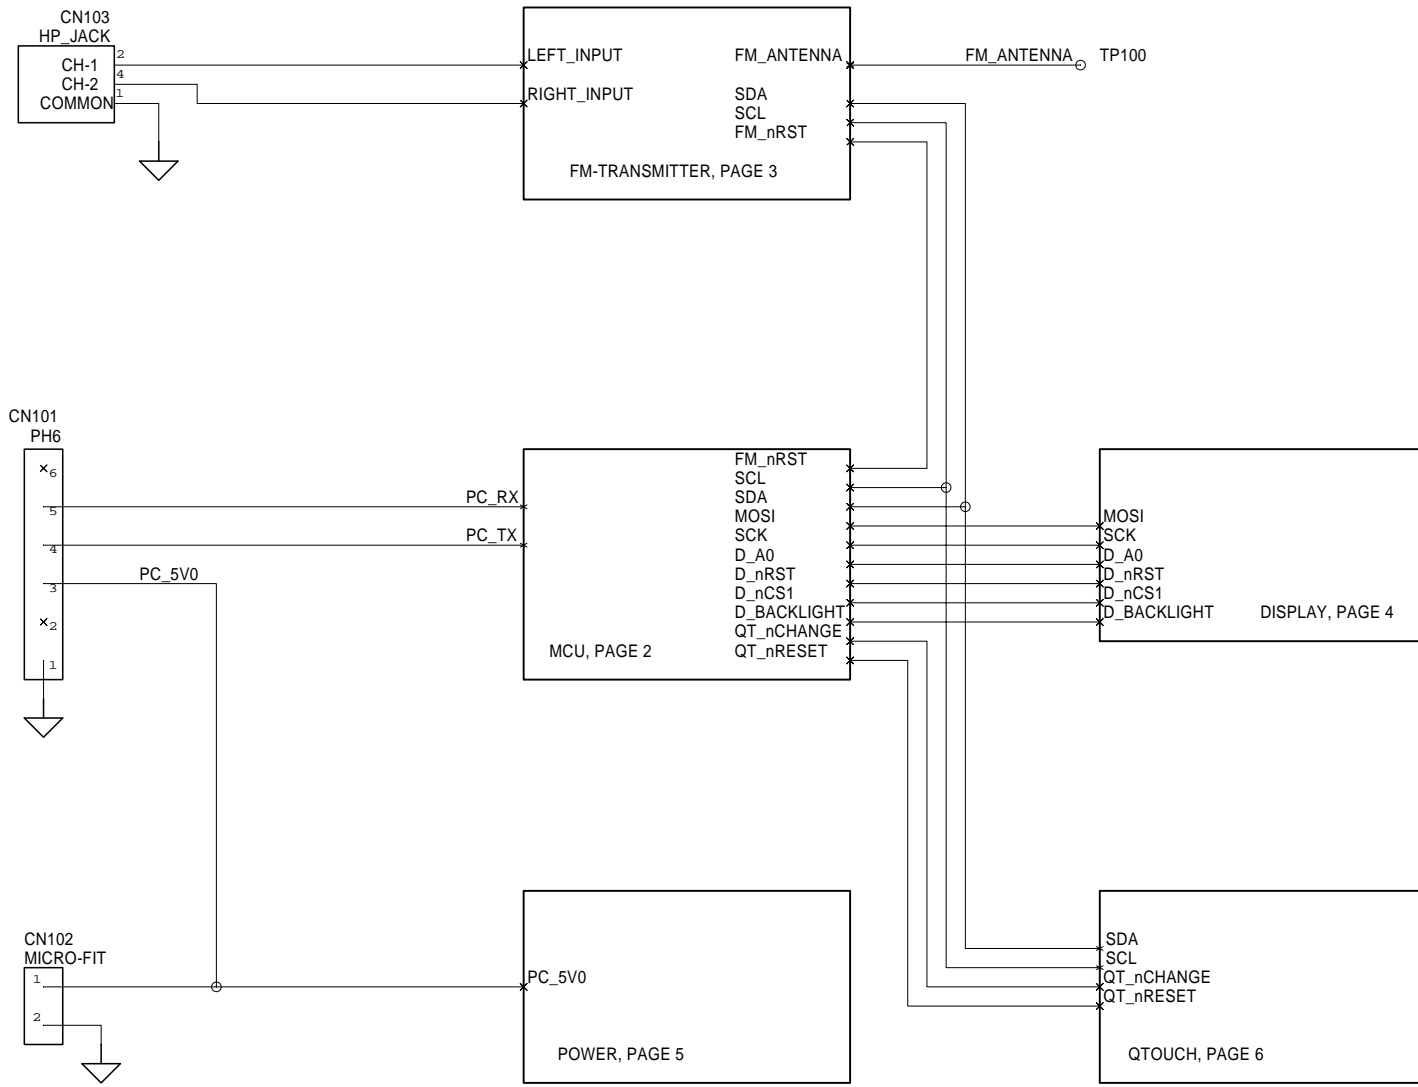 CN103
HP_JACK
CH-1
2
CH-2
4
COMMON
1
LEFT_INPUT
RIGHT_INPUT
FM_ANTENNA
SDA
SCL
FM_nRST
FM-TRANSMITTER, PAGE 3
FM_ANTENNA
TP100
CN101
PH6
6
5
4
3
2
1
PC_RX
PC_TX
PC_5V0
FM_nRST
SCL
SDA
MOSI
SCK
D_A0
D_nRST
D_nCS1
D_BACKLIGHT
QT_nCHANGE
QT_nRESET
MCU, PAGE 2
MOSI
SCK
D_A0
D_nRST
D_nCS1
D_BACKLIGHT
DISPLAY, PAGE 4
CN102
MICRO-FIT
1
2
PC_5V0
POWER, PAGE 5
SDA
SCL
QT_nCHANGE
QT_nRESET
QTOUCH, PAGE 6